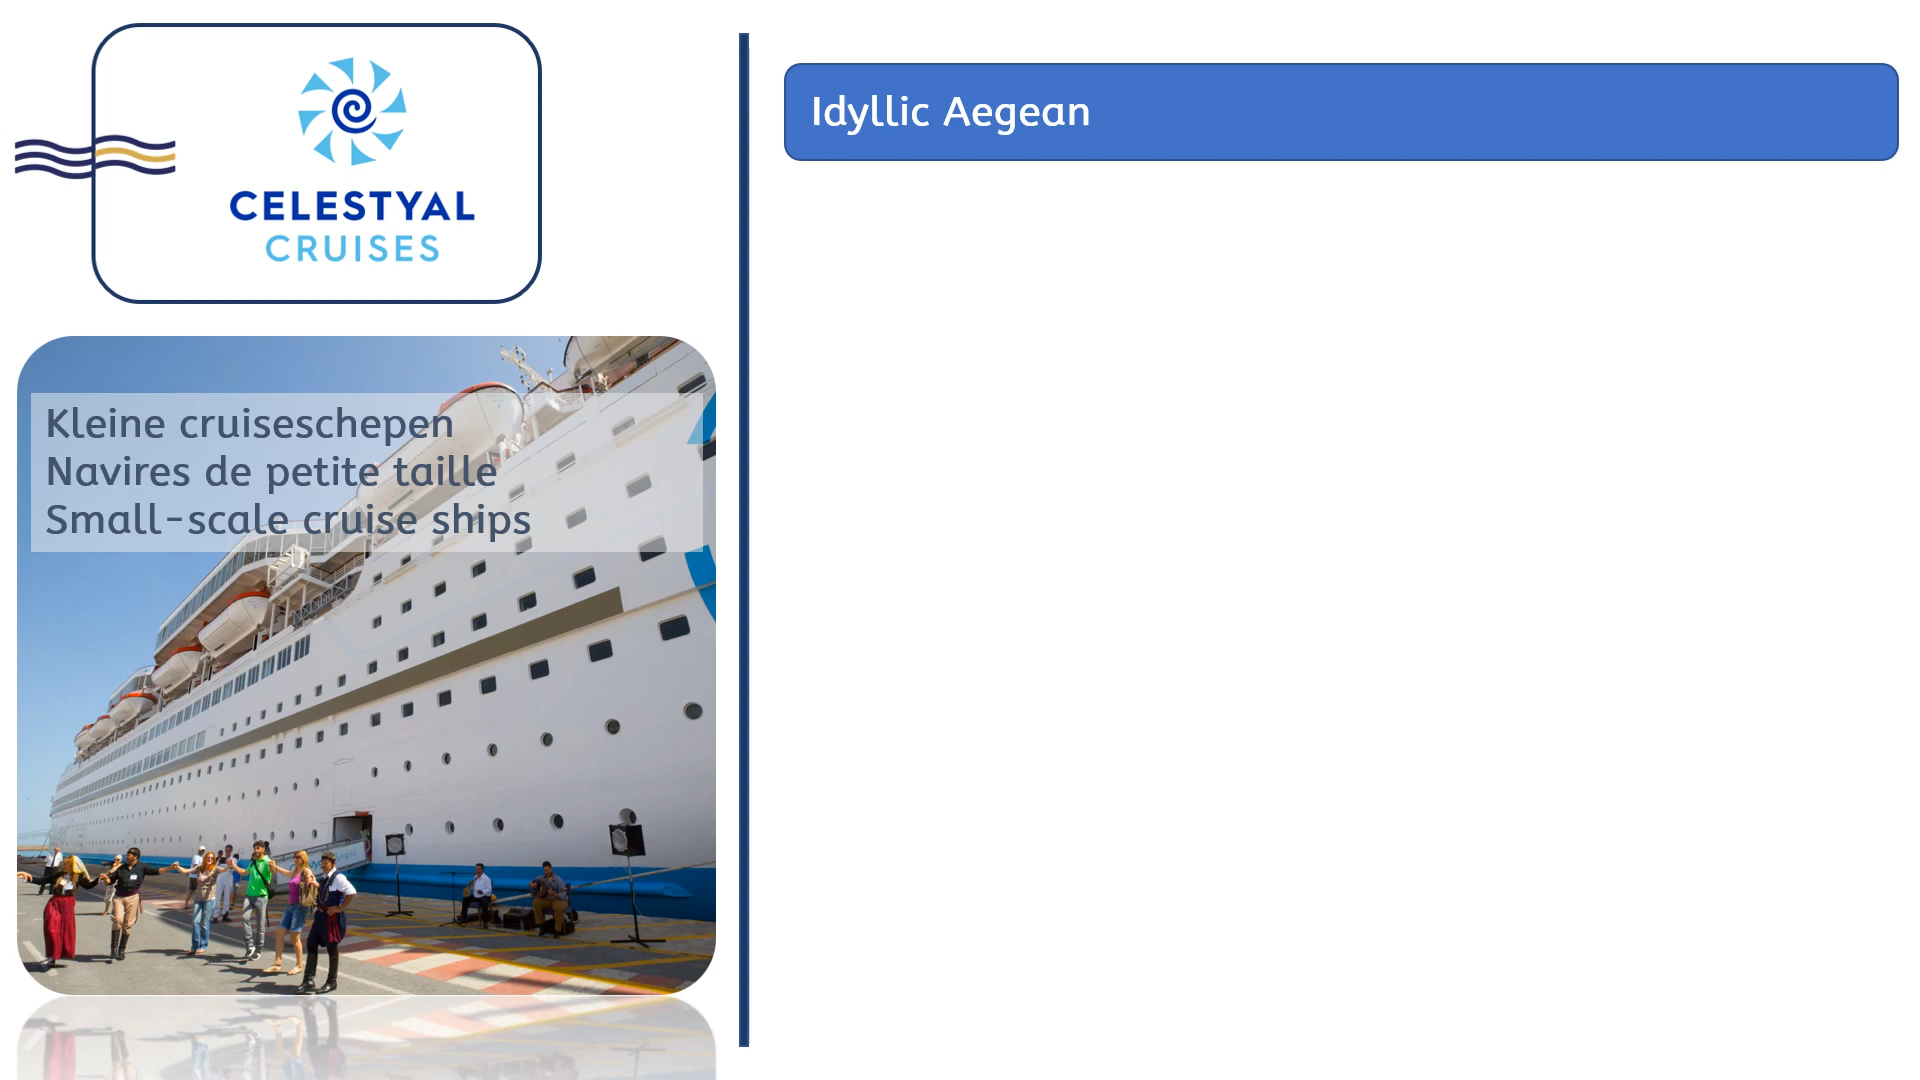 CELESTYAL
CRUISES
Idyllic Aegean
Kleine cruiseschepen
Navires de petite taille
Small-scale cruise ships